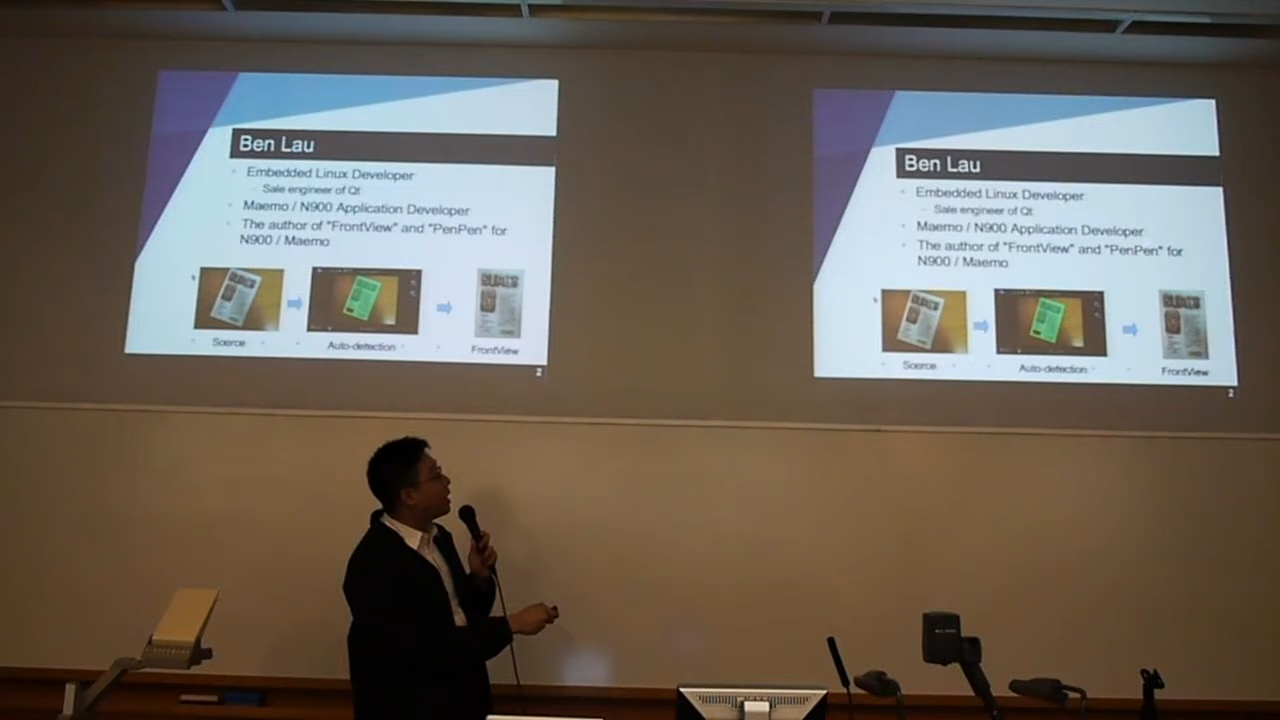 Ben Lau
Embedded Linux Developer
Sale engineer of Qt
Maemo / N900 Application Developer
The author of "FrontView" and "PenPen" for
N900 / Maemo
Source
Auto-detection
FrontView
2
Ben Lau
Embedded Linux Developer
Sale engineer of Qt
Maemo / N900 Application Developer
The author of "FrontView" and "PenPen" for
N900 / Maemo
Source
Auto-detection
FrontView
2